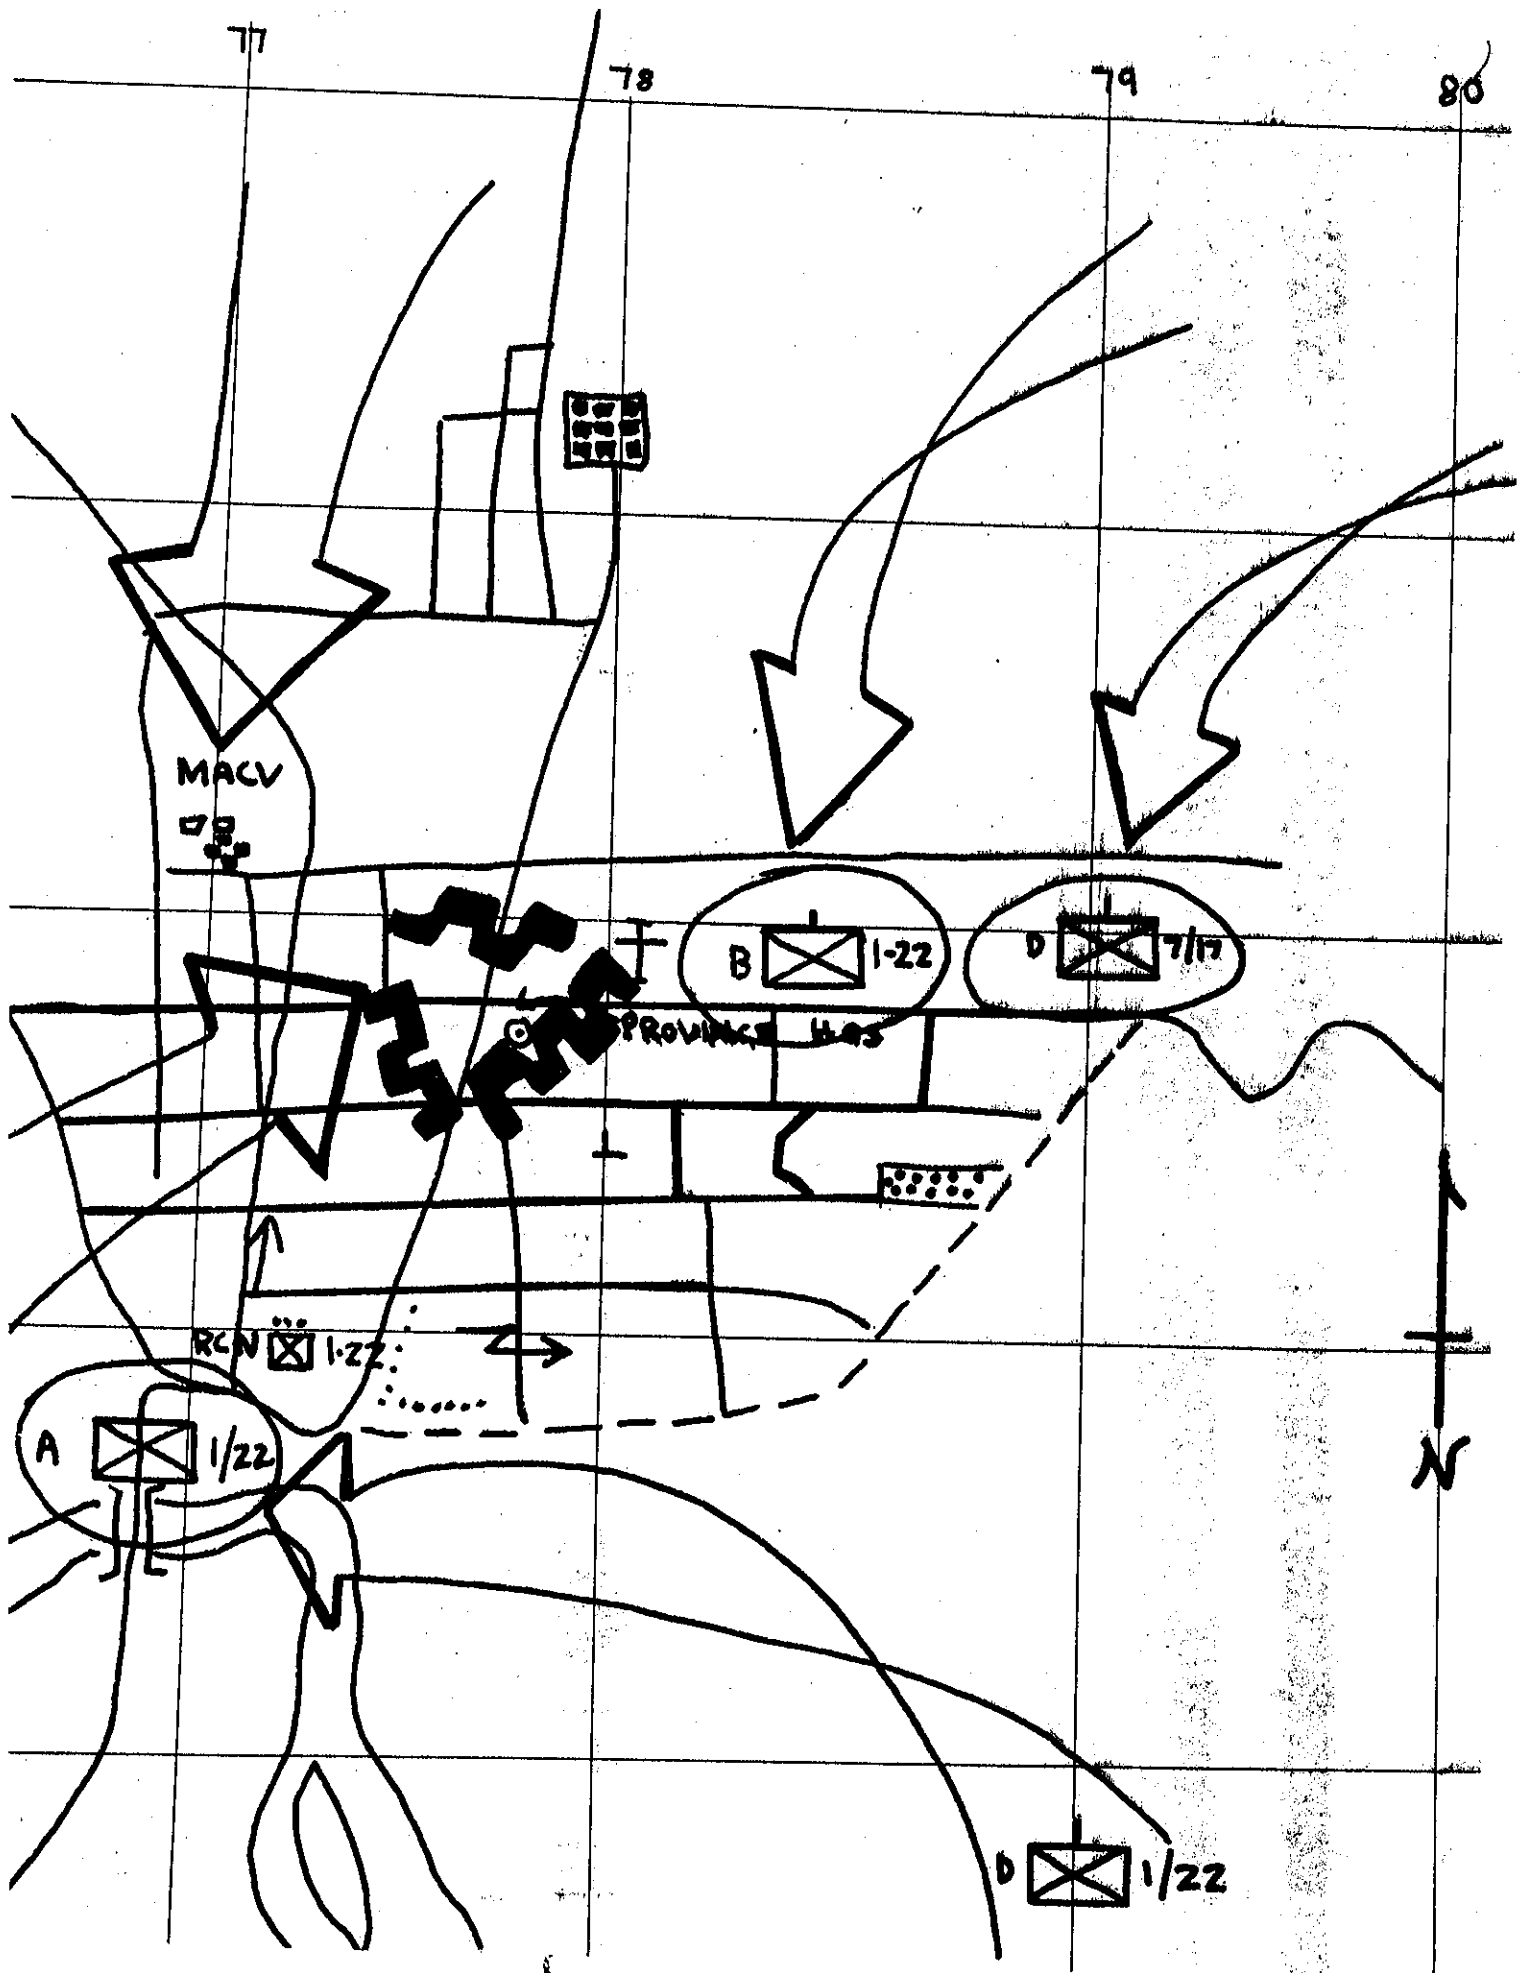 77
78
79
80
MACV
B 1-22
D 7/17
PROVINCE HQS
RCN 1-22
A 1/22
N
D 1/22